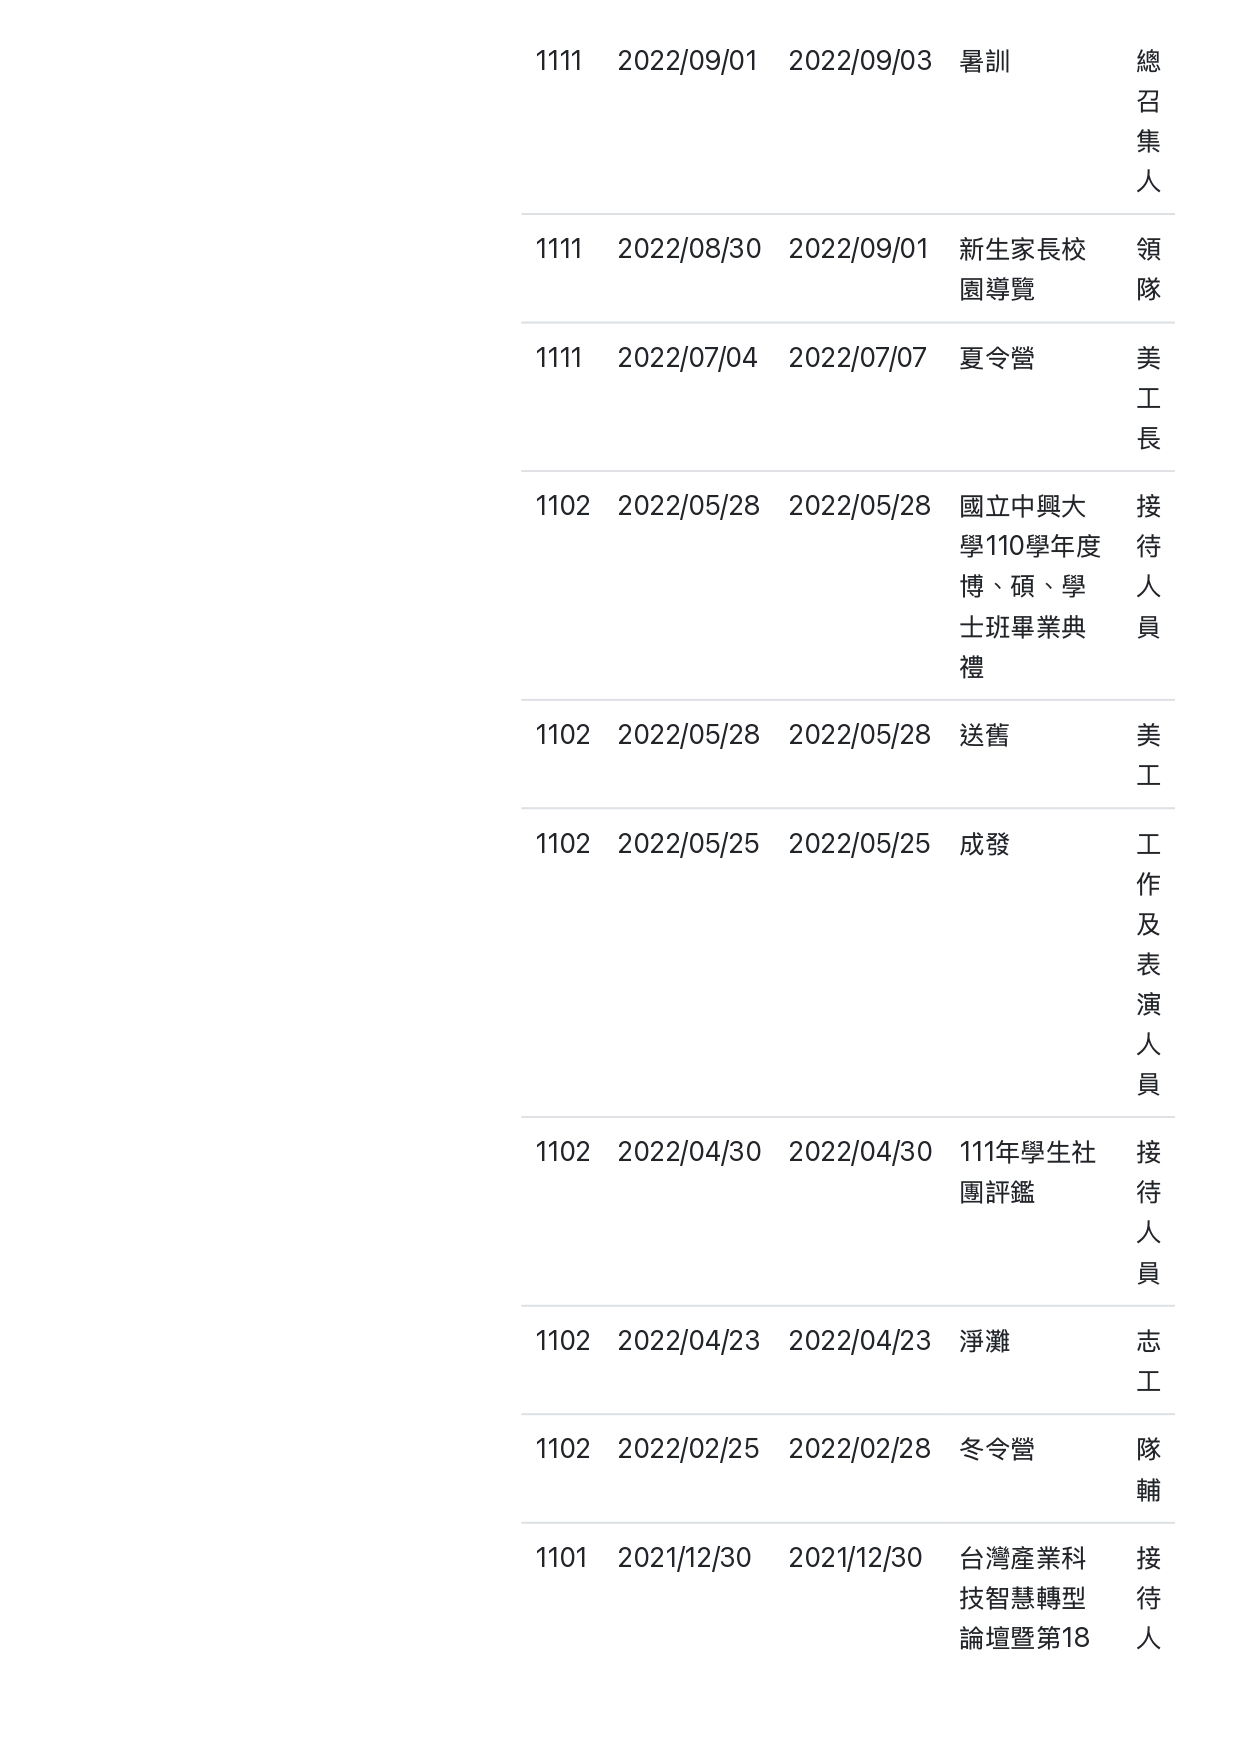 1111 2022/09/01 2022/09/03 暑訓 總
召
集
人
1111 2022/08/30 2022/09/01 新生家長校 領
園導覽 隊
1111 2022/07/04 2022/07/07 夏令營 美
工
長
1102 2022/05/28 2022/05/28 國立中興大 接
學110學年度 待
博、碩、學 人
士班畢業典 員
禮
1102 2022/05/28 2022/05/28 送舊 美
工
1102 2022/05/25 2022/05/25 成發 工
作
及
表
演
人
員
1102 2022/04/30 2022/04/30 111年學生社 接
團評鑑 待
人
員
1102 2022/04/23 2022/04/23 淨灘 志
工
1102 2022/02/25 2022/02/28 冬令營 隊
輔
1101 2021/12/30 2021/12/30 台灣產業科 接
技智慧轉型 待
論壇暨第18 人